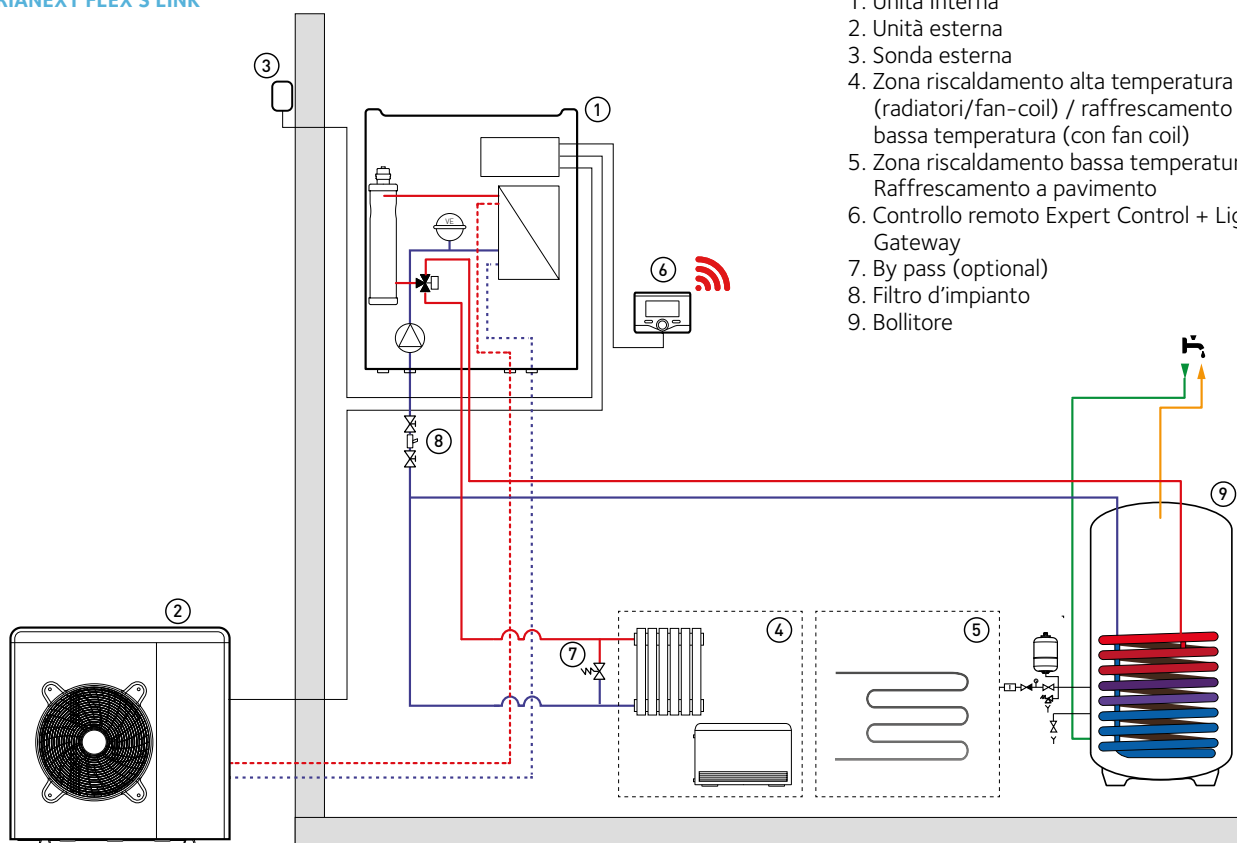 FLEX S LINK
1. Unità interna
2. Unità esterna
3. Sonda esterna
4. Zona riscaldamento alta temperatura
(radiatori/fan-coil) / raffrescamento
bassa temperatura (con fan coil)
5. Zona riscaldamento bassa
Raffrescamento a pavimento
6. Controllo remoto Expert Control +
Gateway
7. By pass (optional)
8. Filtro d'impianto
9. Bollitore
3
1
VE
6
8
9
2
4
5
7